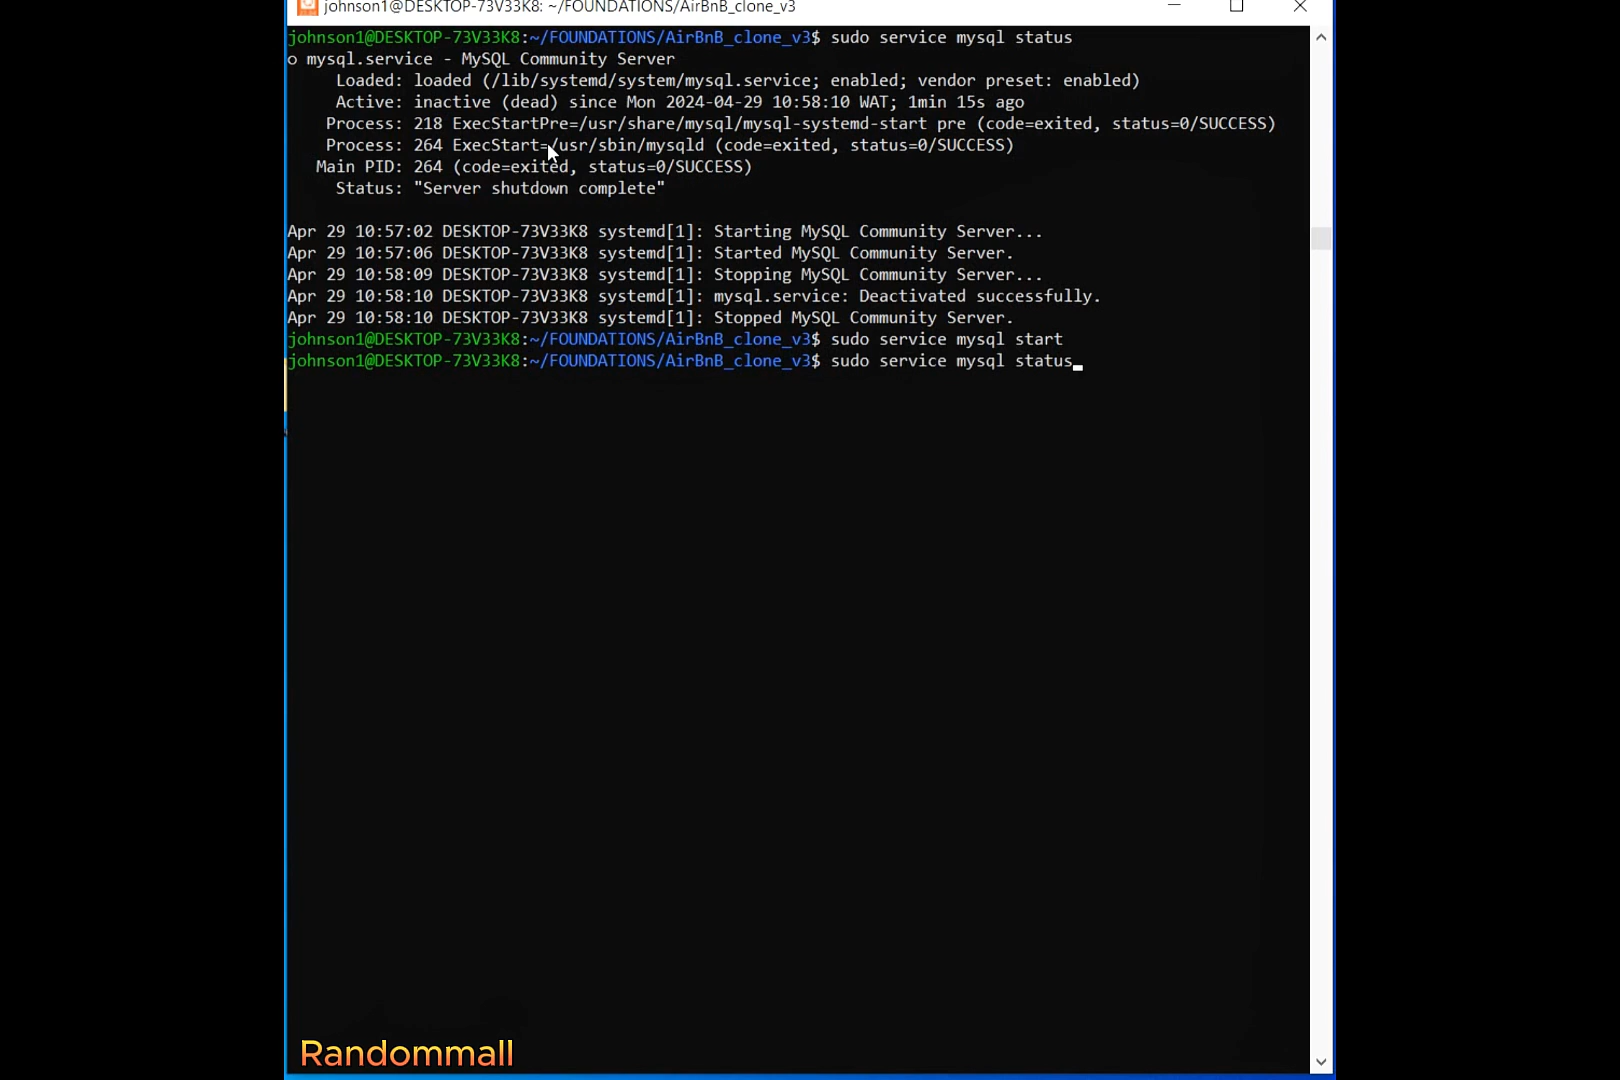 johnson1@DESKTOP-73V33K8: ~/FOUNDATIONS/AirBnB_clone_v3
johnson1@DESKTOP-73V33K8:~/FOUNDATIONS/AirBnB_clone_v3$ sudo service mysql status
o mysql.service - MySQL Community Server
Loaded: loaded (/lib/systemd/system/mysql.service; enabled; vendor preset: enabled)
Active: inactive (dead) since Mon 2024-04-29 10:58:10 WAT; 1min 15s ago
Process: 218 ExecStartPre=/usr/share/mysql/mysql-systemd-start pre (code=exited, status=0/SUCCESS)
Process: 264 ExecStart=/usr/sbin/mysqld (code=exited, status=0/SUCCESS)
Main PID: 264 (code=exited, status=0/SUCCESS)
Status: "Server shutdown complete"
Apr 29 10:57:02 DESKTOP-73V33K8 systemd[1]: Starting MySQL Community Server...
Apr 29 10:57:06 DESKTOP-73V33K8 systemd[1]: Started MySQL Community Server.
Apr 29 10:58:09 DESKTOP-73V33K8 systemd[1]: Stopping MySQL Community Server...
Apr 29 10:58:10 DESKTOP-73V33K8 systemd[1]: mysql.service: Deactivated successfully.
Apr 29 10:58:10 DESKTOP-73V33K8 systemd[1]: Stopped MySQL Community Server.
johnson1@DESKTOP-73V33K8:~/FOUNDATIONS/AirBnB_clone_v3$ sudo service mysql start
johnson1@DESKTOP-73V33K8:~/FOUNDATIONS/AirBnB_clone_v3$ sudo service mysql status
Randommall